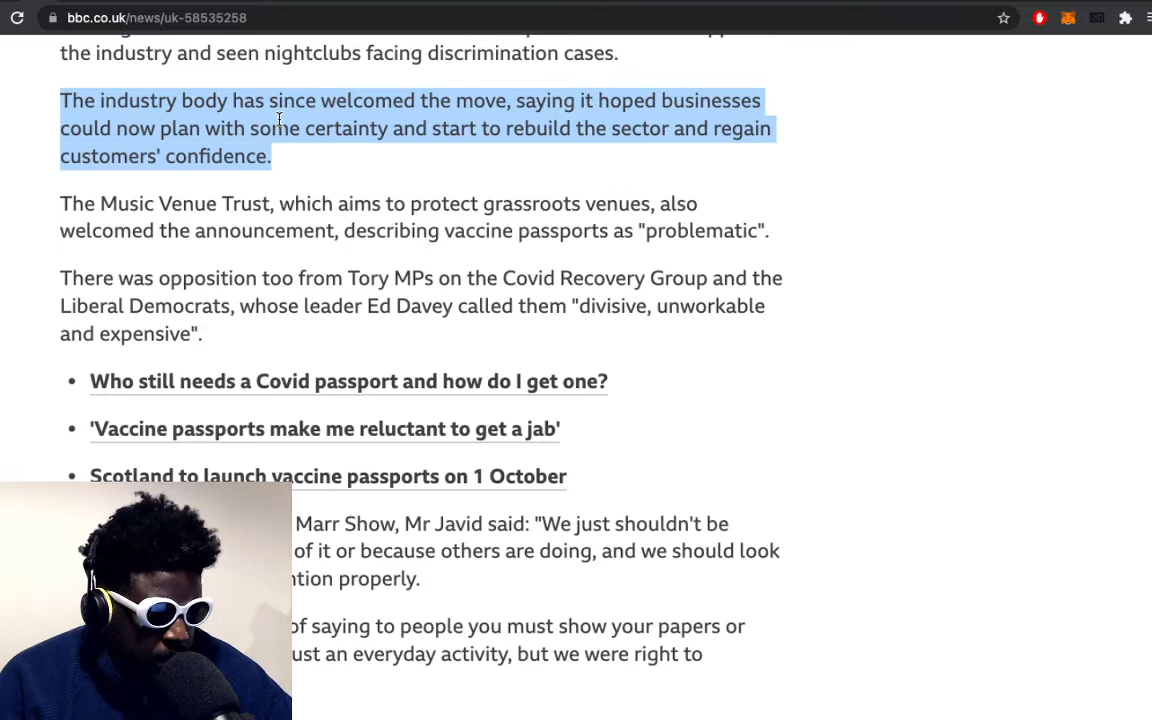 bbc.co.uk/news/uk-58535258
the industry and seen nightclubs facing discrimination cases.
The industry body has since welcomed the move, saying it hoped businesses
could now plan with some certainty and start to rebuild the sector and regain
customers' confidence.
The Music Venue Trust, which aims to protect grassroots venues, also
welcomed the announcement, describing vaccine passports as "problematic".
There was opposition too from Tory MPs on the Covid Recovery Group and the
Liberal Democrats, whose leader Ed Davey called them "divisive, unworkable
and expensive".
• Who still needs a Covid passport and how do I get one?
• 'Vaccine passports make me reluctant to get a jab'
• Scotland to launch vaccine passports on 1 October
Marr Show, Mr Javid said: "We just shouldn't be
of it or because others are doing, and we should look
properly.
of saying to people you must show your papers or
an everyday activity, but we were right to